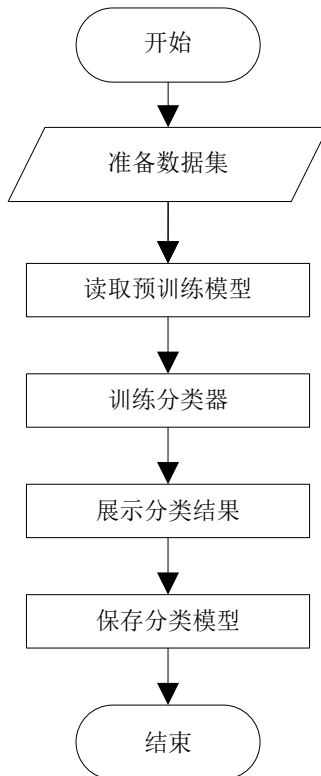 开始
准备数据集
读取预训练模型
训练分类器
展示分类结果
保存分类模型
结束